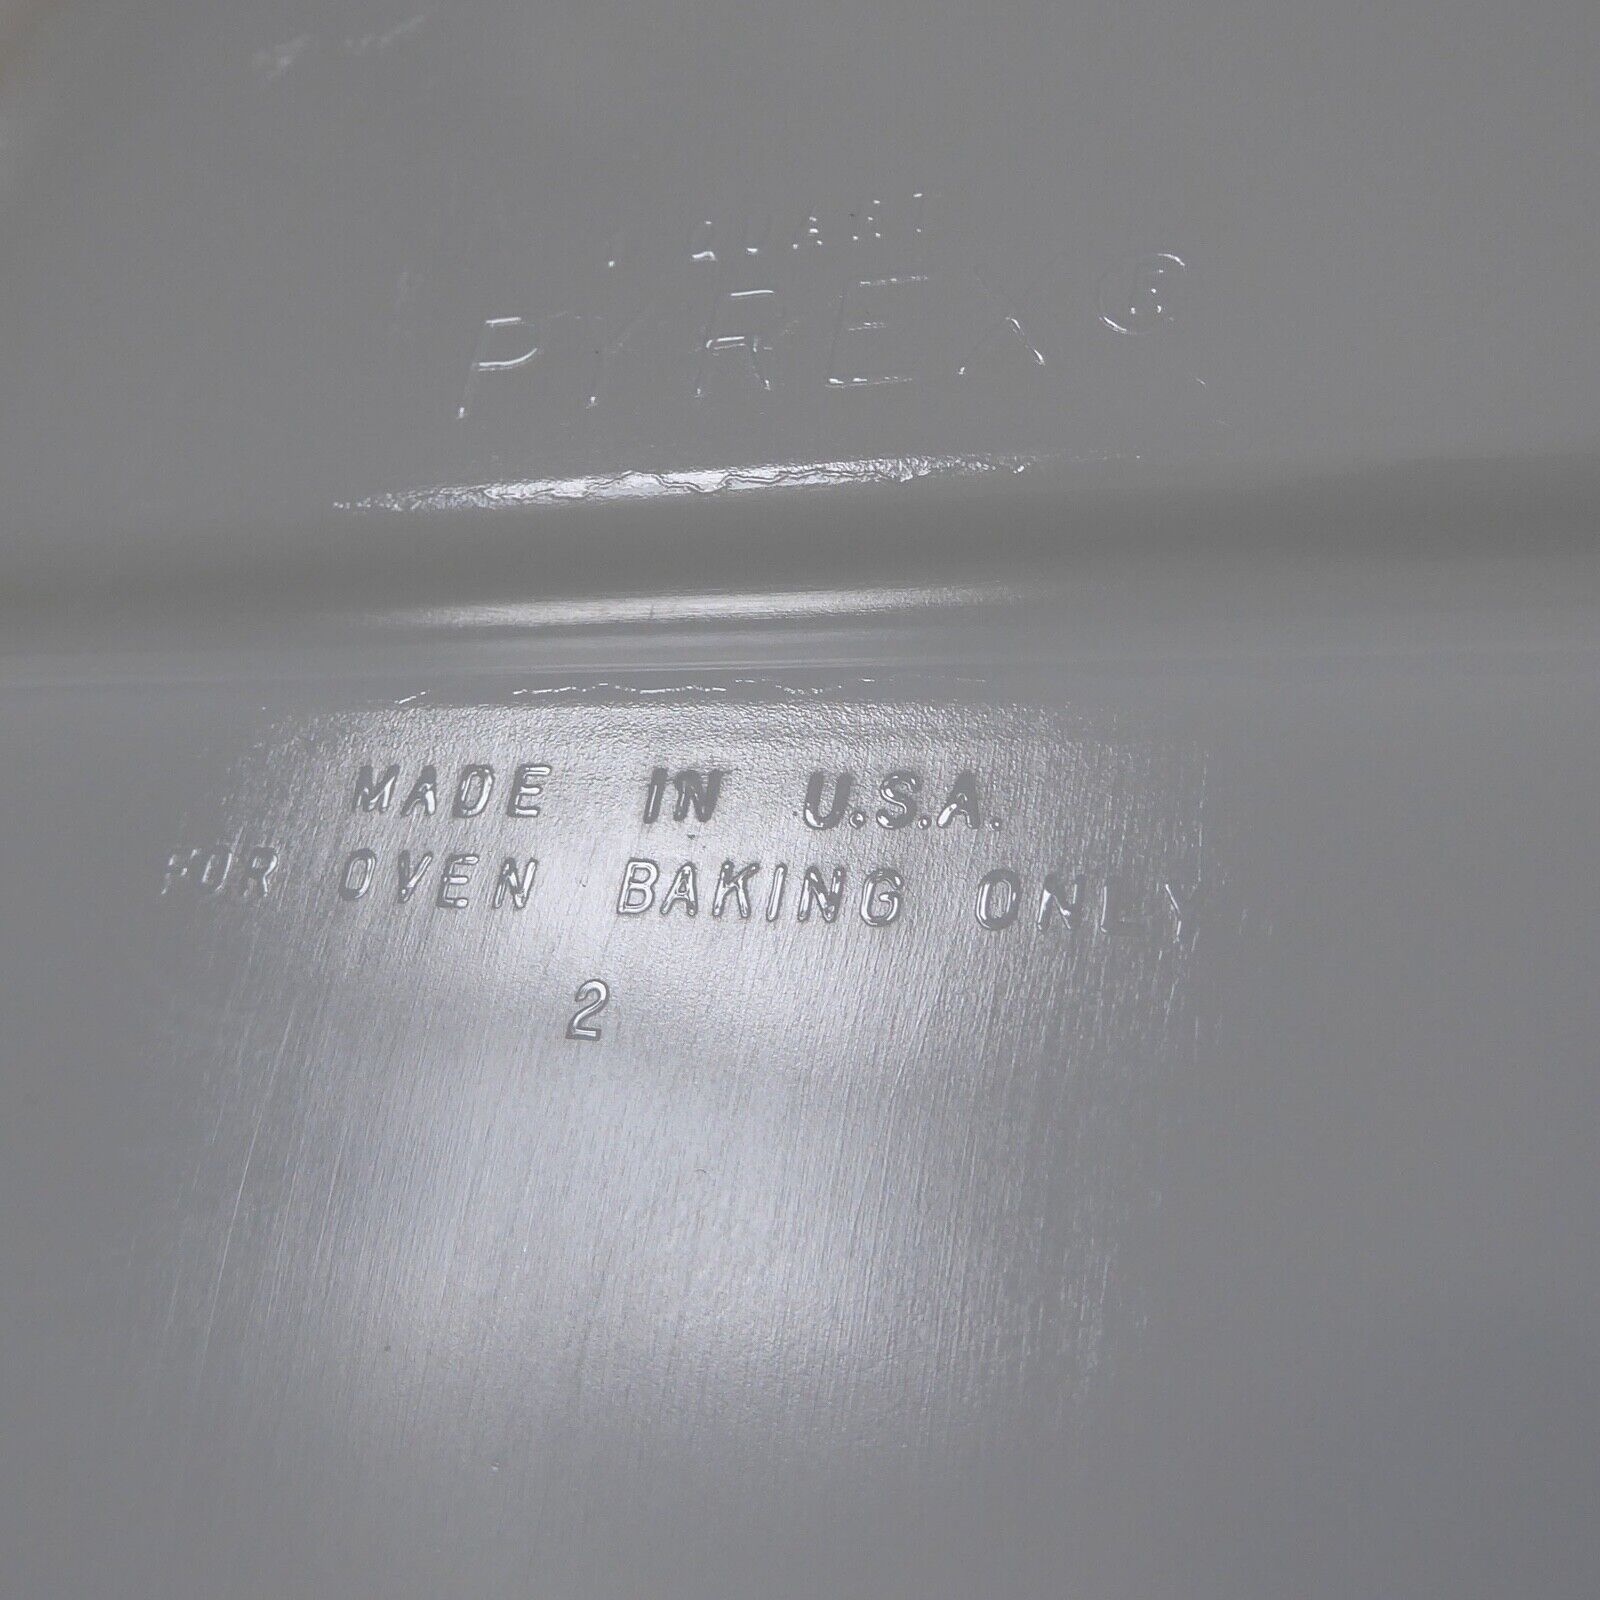 QUART
PYREX®
MADE IN U.S.A.
FOR OVEN BAKING ONLY
2